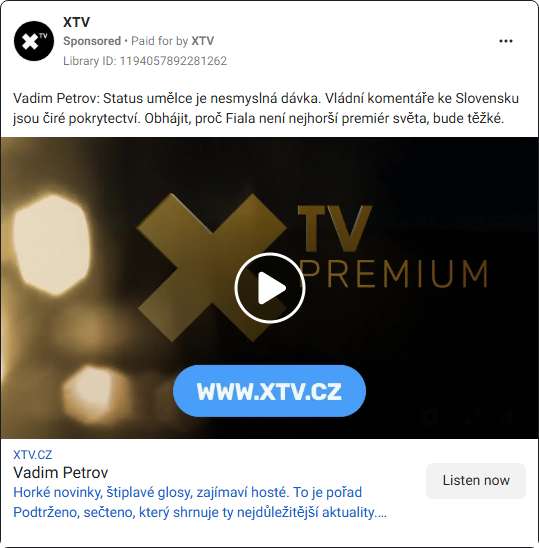 XTV
Sponsored • Paid for by XTV
Library ID: 1194057892281262
Vadim Petrov: Status umělce je nesmyslná dávka. Vládní komentáře ke Slovensku
jsou čiré pokrytectví. Obhájit, proč Fiala není nejhorší premiér světa, bude těžké.
X TV
PREMIUM
WWW.XTV.CZ
XTV.CZ
Vadim Petrov
Listen now
Horké novinky, štiplavé glosy, zajímaví hosté. To je pořad
Podtrženo, sečteno, který shrnuje ty nejdůležitější aktuality....